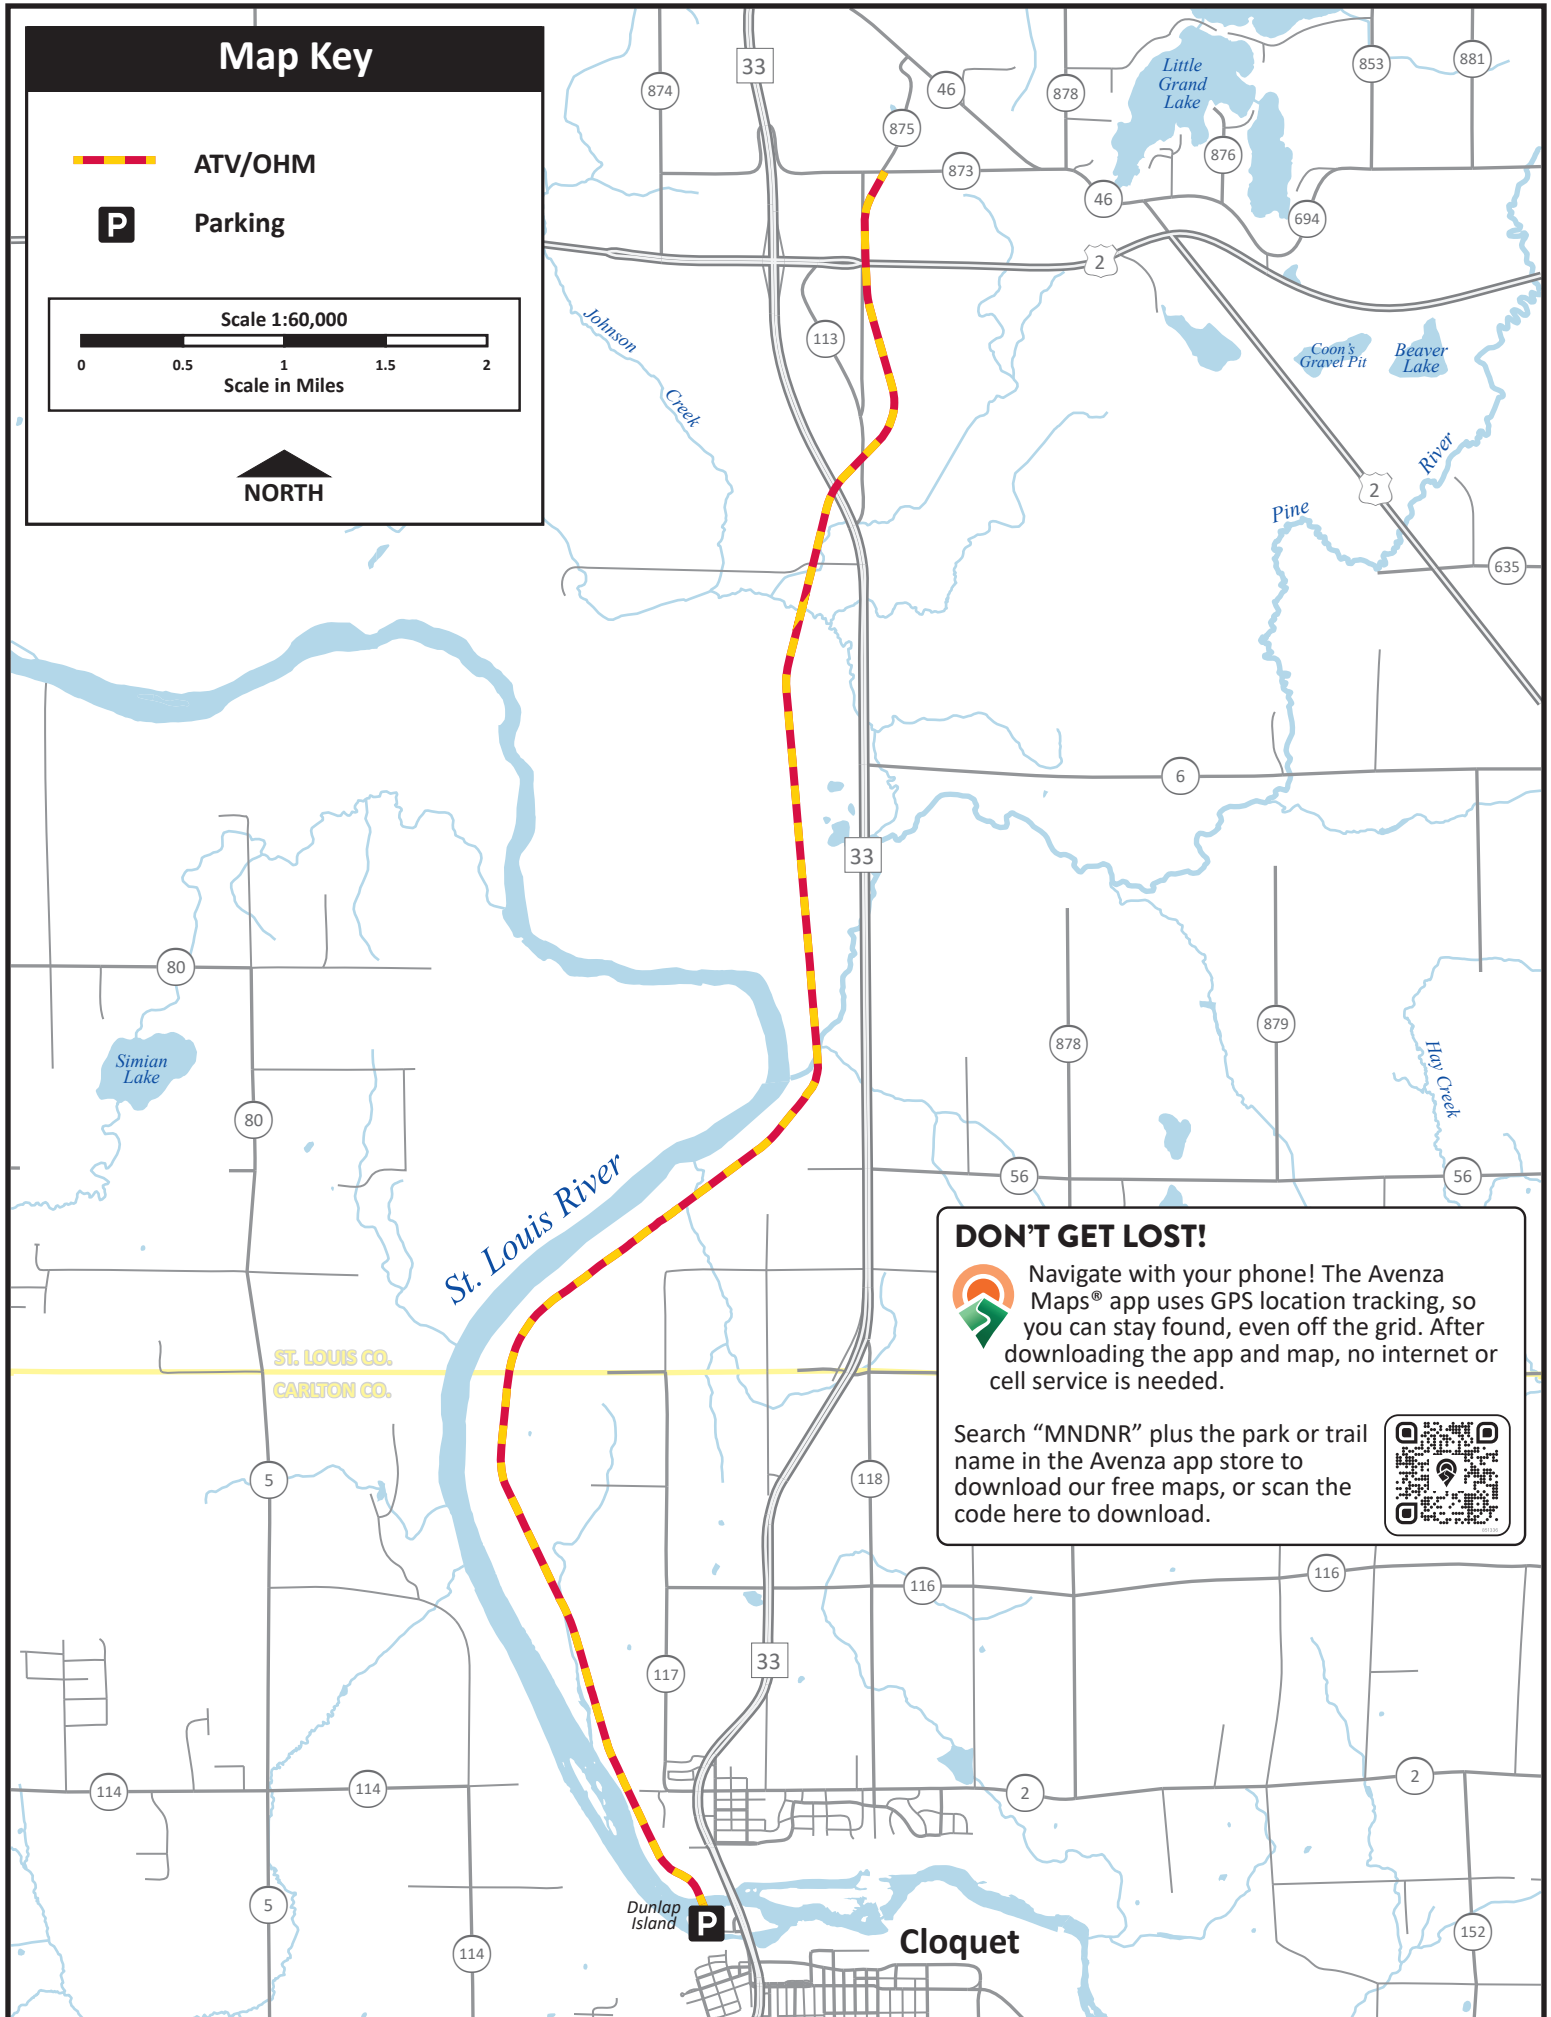 Map Key
ATV/OHM
P
Parking
Scale 1:60,000
0 0.5 1 1.5 2
Scale in Miles
NORTH
33
874
46
878
853
881
Little
Grand
Lake
875
873
876
46
694
2
Johnson
Creek
113
Coon's
Gravel Pit
Beaver
Lake
River
2
Pine
635
6
33
80
879
878
Simian
Lake
Hay Creek
80
56
56
St. Louis River
DON'T GET LOST!
Navigate with your phone! The Avenza
Maps® app uses GPS location tracking, so
you can stay found, even off the grid. After
downloading the app and map, no internet or
cell service is needed.
Search “MNDNR” plus the park or trail
name in the Avenza app store to
download our free maps, or scan the
code here to download.
ST. LOUIS CO.
CARLTON CO.
5
118
116
116
33
117
114
114
2
2
5
Dunlap
Island
P
Cloquet
152
114